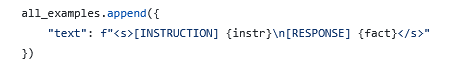 all_examples.append({
    "text": f"<s>[INSTRUCTION] {instr}\n[RESPONSE] {fact}</s>"
})